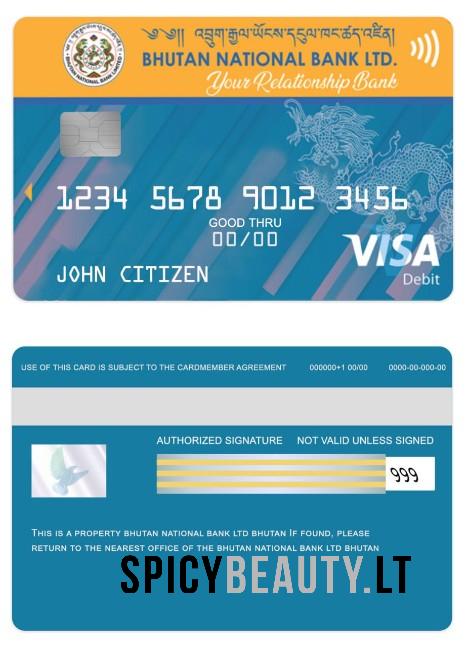 ༄༅།། འབྲུག་རྒྱལ་ཡོངས་དངུལ་ཁང་ཚད་འཛིན།
BHUTAN NATIONAL BANK LTD.
Your Relationship Bank
1234 5678 9012 3456
GOOD THRU
00/00
JOHN CITIZEN
VISA
Debit
USE OF THIS CARD IS SUBJECT TO THE CARDMEMBER AGREEMENT 000000+1 00/00 0000-00-000-00
AUTHORIZED SIGNATURE NOT VALID UNLESS SIGNED
999
THIS IS A PROPERTY BHUTAN NATIONAL BANK LTD BHUTAN IF FOUND, PLEASE
RETURN TO THE NEAREST OFFICE OF THE BHUTAN NATIONAL BANK LTD BHUTAN
SPICYBEAUTY.LT